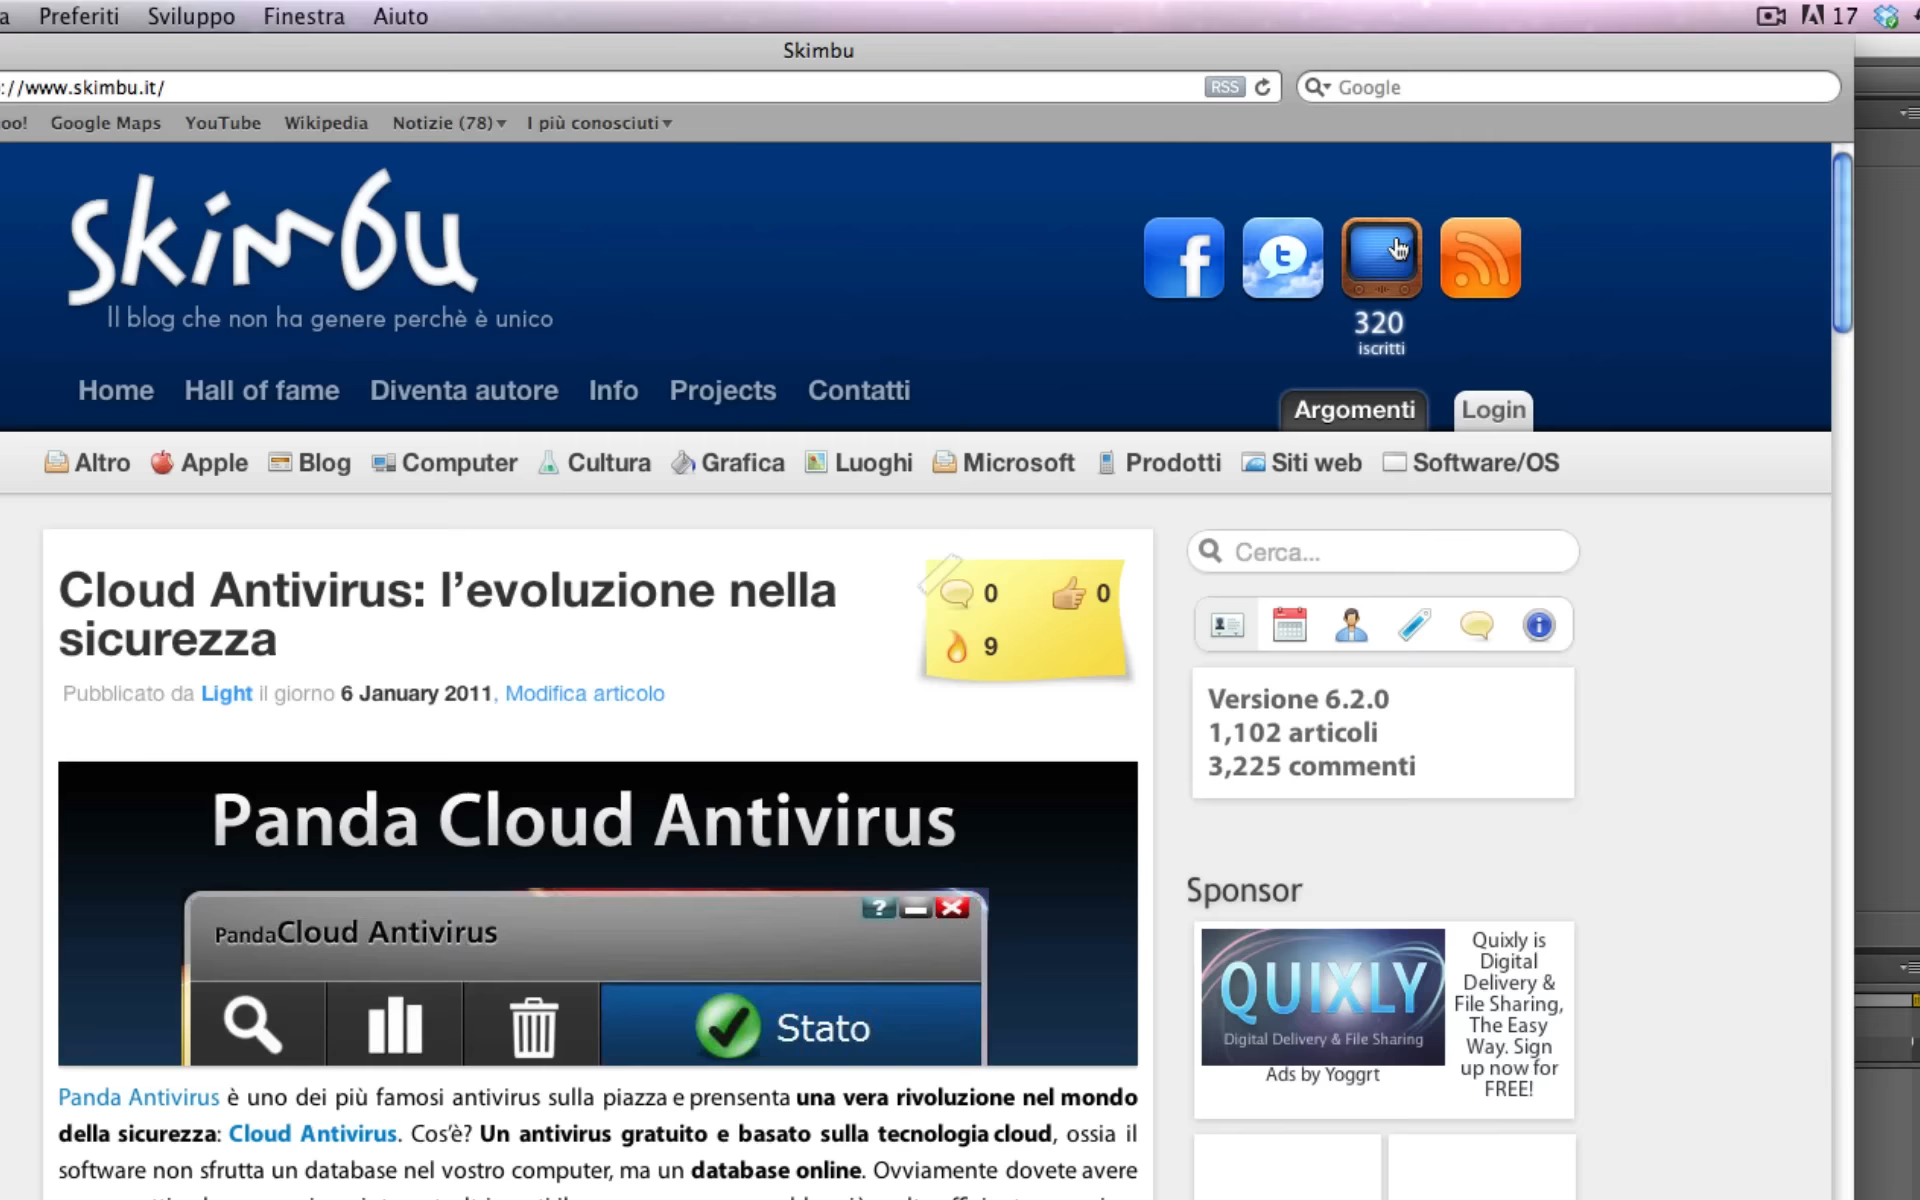 a Preferiti Sviluppo Finestra Aiuto 17
Skimbu
://www.skimbu.it/ RSS Google
oo! Google Maps YouTube Wikipedia Notizie (78) I più conosciuti
skimbu
Il blog che non ha genere perchè è unico
320
iscritti
Home Hall of fame Diventa autore Info Projects Contatti
Argomenti Login
Altro Apple Blog Computer Cultura Grafica Luoghi Microsoft Prodotti Siti web Software/OS
Cloud Antivirus: l’evoluzione nella
sicurezza
0 0
9
Pubblicato da Light il giorno 6 January 2011, Modifica articolo
Panda Cloud Antivirus
PandaCloud Antivirus
Stato
Panda Antivirus è uno dei più famosi antivirus sulla piazza e prensenta una vera rivoluzione nel mondo
della sicurezza: Cloud Antivirus. Cos’è? Un antivirus gratuito e basato sulla tecnologia cloud, ossia il
software non sfrutta un database nel vostro computer, ma un database online. Ovviamente dovete avere
Cerca...
Versione 6.2.0
1,102 articoli
3,225 commenti
Sponsor
QUIXLY
Digital Delivery & File Sharing
Ads by Yoggrt
Quixly is
Digital
Delivery &
File Sharing,
The Easy
Way. Sign
up now for
FREE!